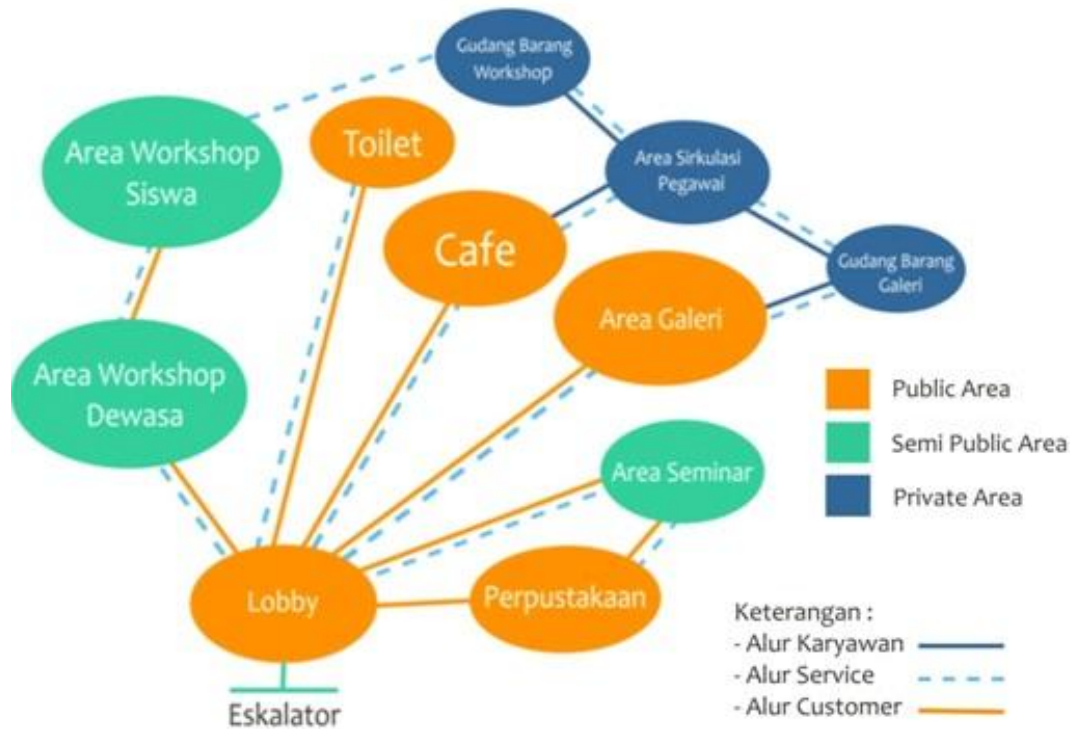 Gudang Barang
Workshop
Area Workshop
Siswa
Toilet
Area Sirkulasi
Pegawai
Cafe
Gudang Barang
Galeri
Area Galeri
Area Workshop
Dewasa
Public Area
Semi Public Area
Private Area
Area Seminar
Lobby
Perpustakaan
Eskalator
Keterangan :
- Alur Karyawan
- Alur Service
- Alur Customer